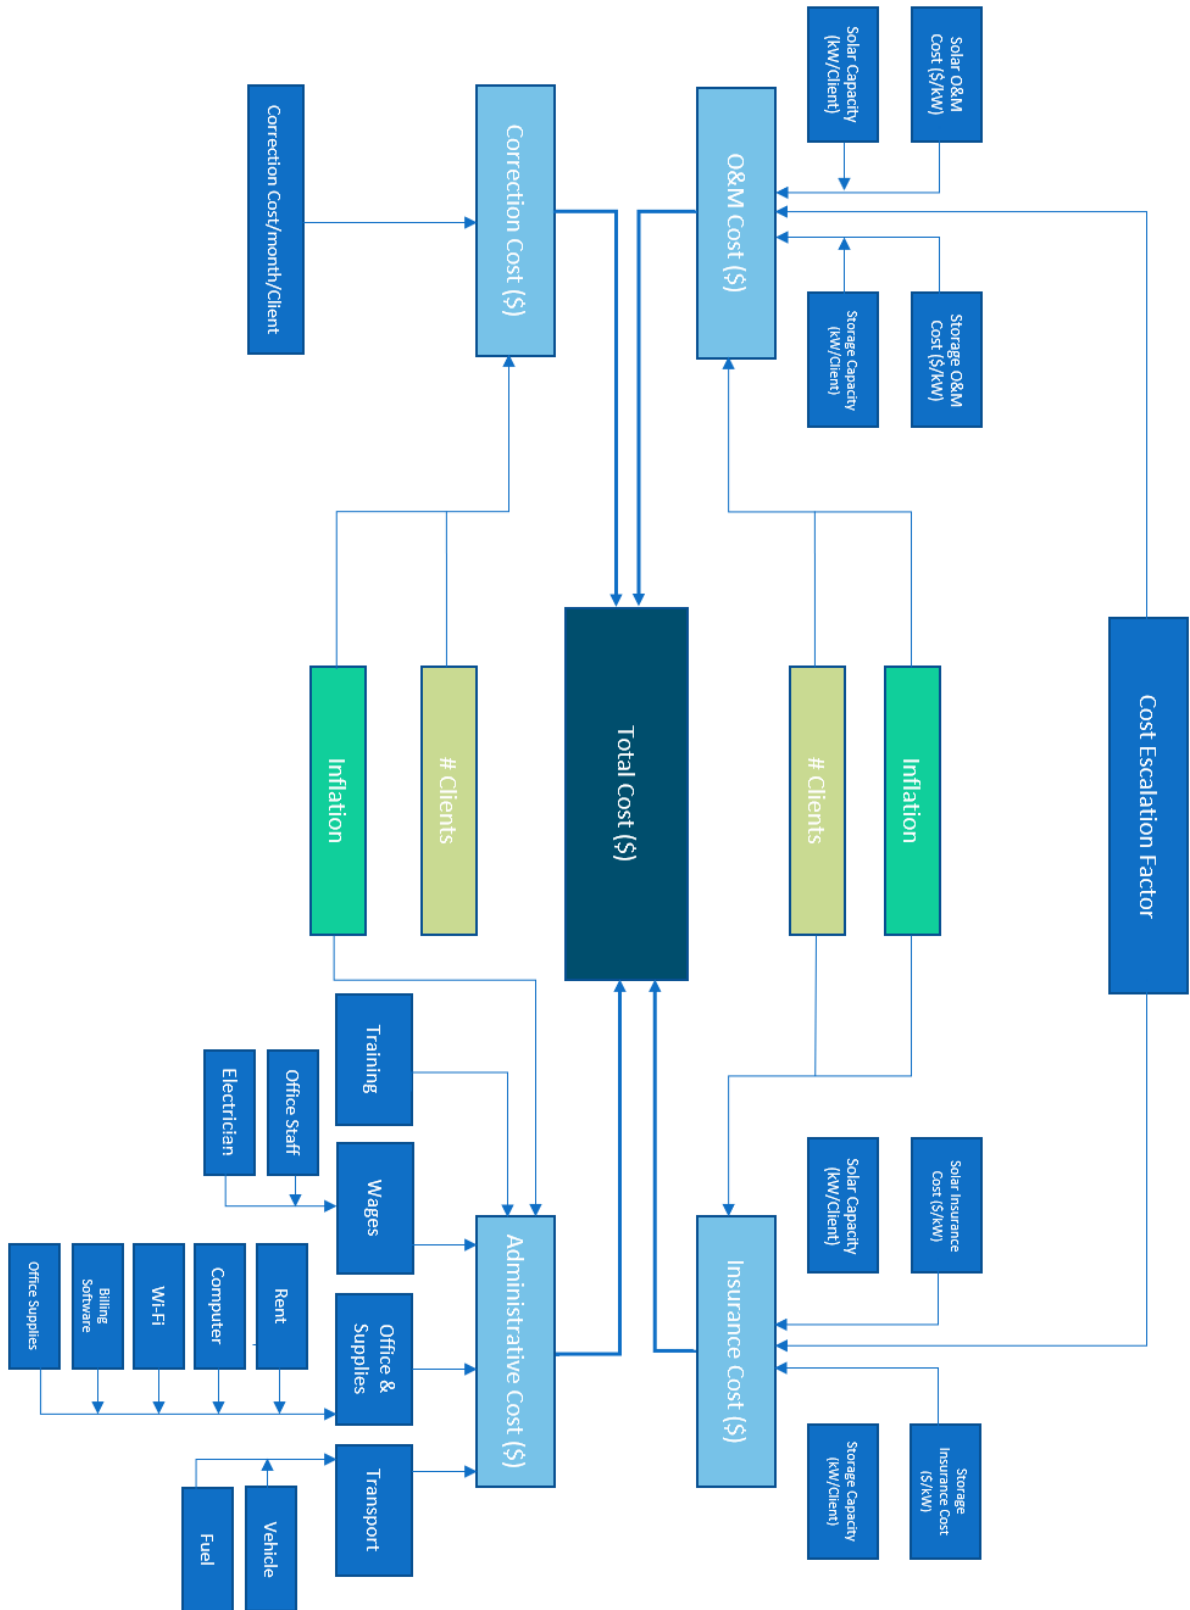 Cost Escalation Factor
Solar O&M
Cost ($/kW)
Storage O&M
Cost ($/kW)
Inflation
Solar Insurance
Cost ($/kW)
Storage
Insurance Cost
($/kW)
Solar Capacity
(kW/Client)
Storage Capacity
(kW/Client)
# Clients
Solar Capacity
(kW/Client)
Storage Capacity
(kW/Client)
O&M Cost ($)
Insurance Cost ($)
Total Cost ($)
Correction Cost ($)
Administrative Cost ($)
# Clients
Inflation
Training
Wages
Office &
Supplies
Transport
Correction Cost/month/Client
Office Staff
Electrician
Rent
Computer
Wi-Fi
Billing
Software
Office Supplies
Vehicle
Fuel